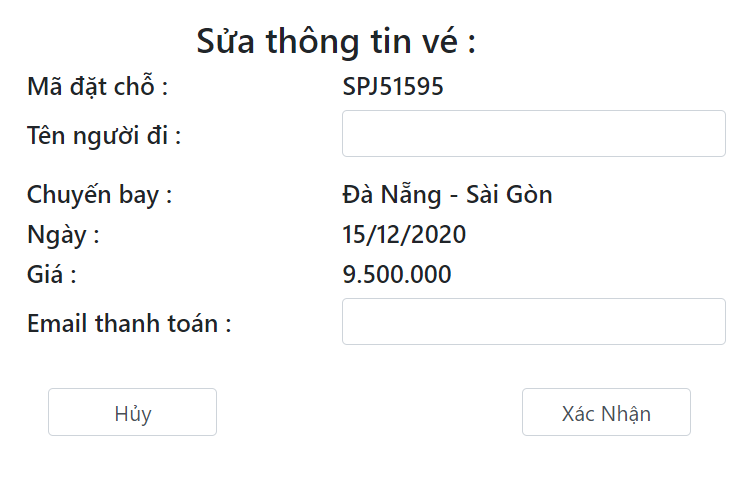 Sửa thông tin vé :
Mã đặt chỗ : SPJ51595
Tên người đi :
Chuyến bay : Đà Nẵng - Sài Gòn
Ngày : 15/12/2020
Giá : 9.500.000
Email thanh toán :
Hủy Xác Nhận